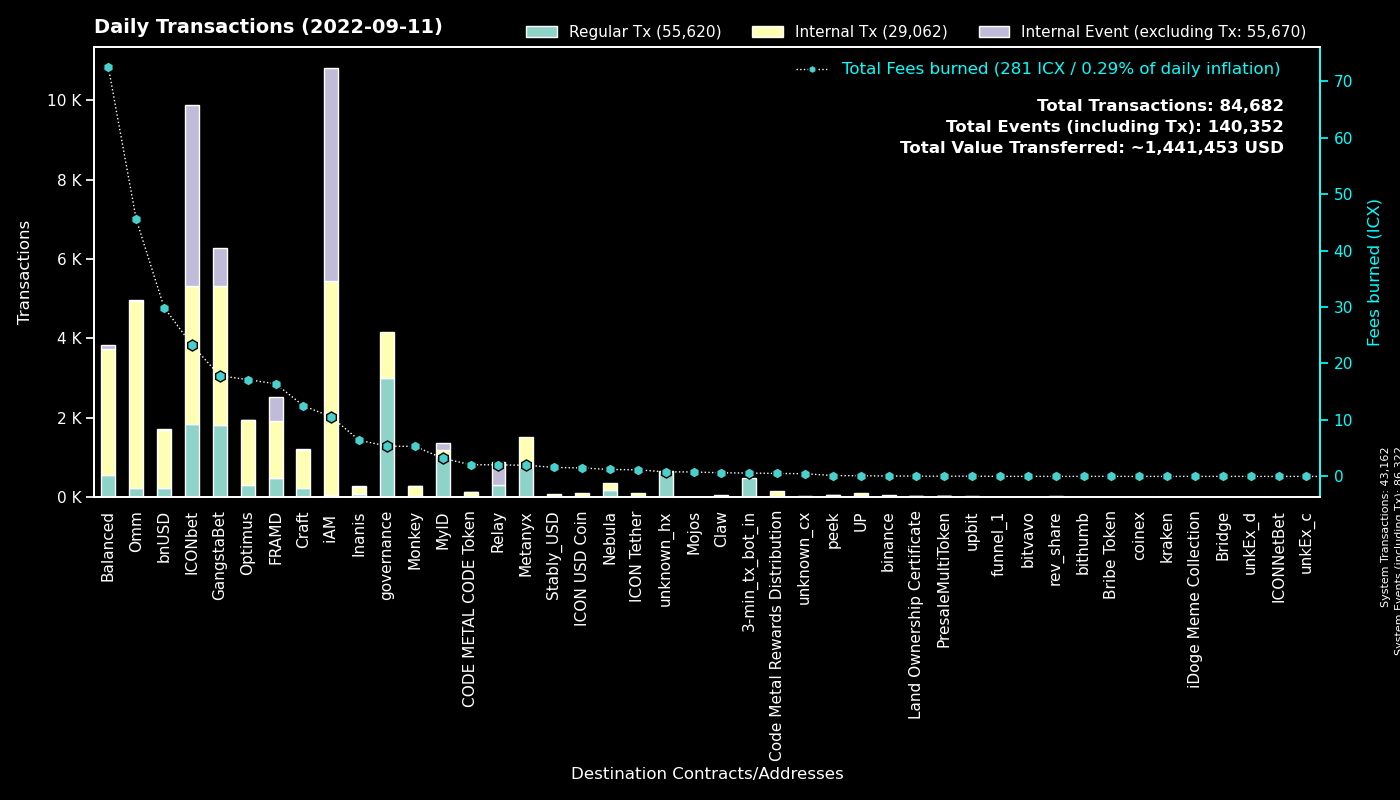 Daily Transactions (2022-09-11)
Regular Tx (55,620)
Internal Tx (29,062)
Internal Event (excluding Tx: 55,670)
Total Fees burned (281 ICX / 0.29% of daily inflation)
Total Transactions: 84,682
Total Events (including Tx): 140,352
Total Value Transferred: ~1,441,453 USD
Transactions
10 K
8 K
6 K
4 K
2 K
0 K
70
60
50
40
30
20
10
0
Fees burned (ICX)
Balanced
Omm
bnUSD
ICONbet
GangstaBet
Optimus
FRAMD
Craft
iAM
Inanis
governance
Monkey
MyID
CODE METAL CODE Token
Relay
Metanyx
Stably_USD
ICON USD Coin
Nebula
ICON Tether
unknown_hx
Mojos
Claw
3-min_tx_bot_in
Code Metal Rewards Distribution
unknown_cx
peek
UP
binance
Land Ownership Certificate
PresaleMultiToken
upbit
funnel_1
bitvavo
rev_share
bithumb
Bribe Token
coinex
kraken
iDoge Meme Collection
Bridge
unkEx_d
ICONNetBet
unkEx_c
Destination Contracts/Addresses
System Transactions: 43,162
System Events (including Tx): 86,322